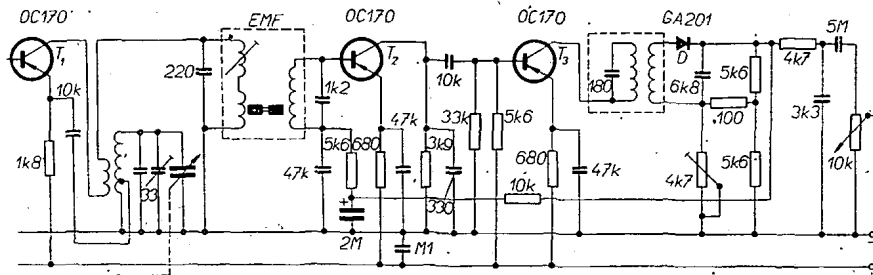 OC170
EMF
OC170
OC170
GA201
T1
T2
T3
D
5M
10k
220
1k2
10k
180
6k8
5k6
4k7
33k
5k6
100
3k3
1k8
33
47k
5k6
680
47k
3k9
330
680
47k
10k
4k7
5k6
10k
+
2M
M1